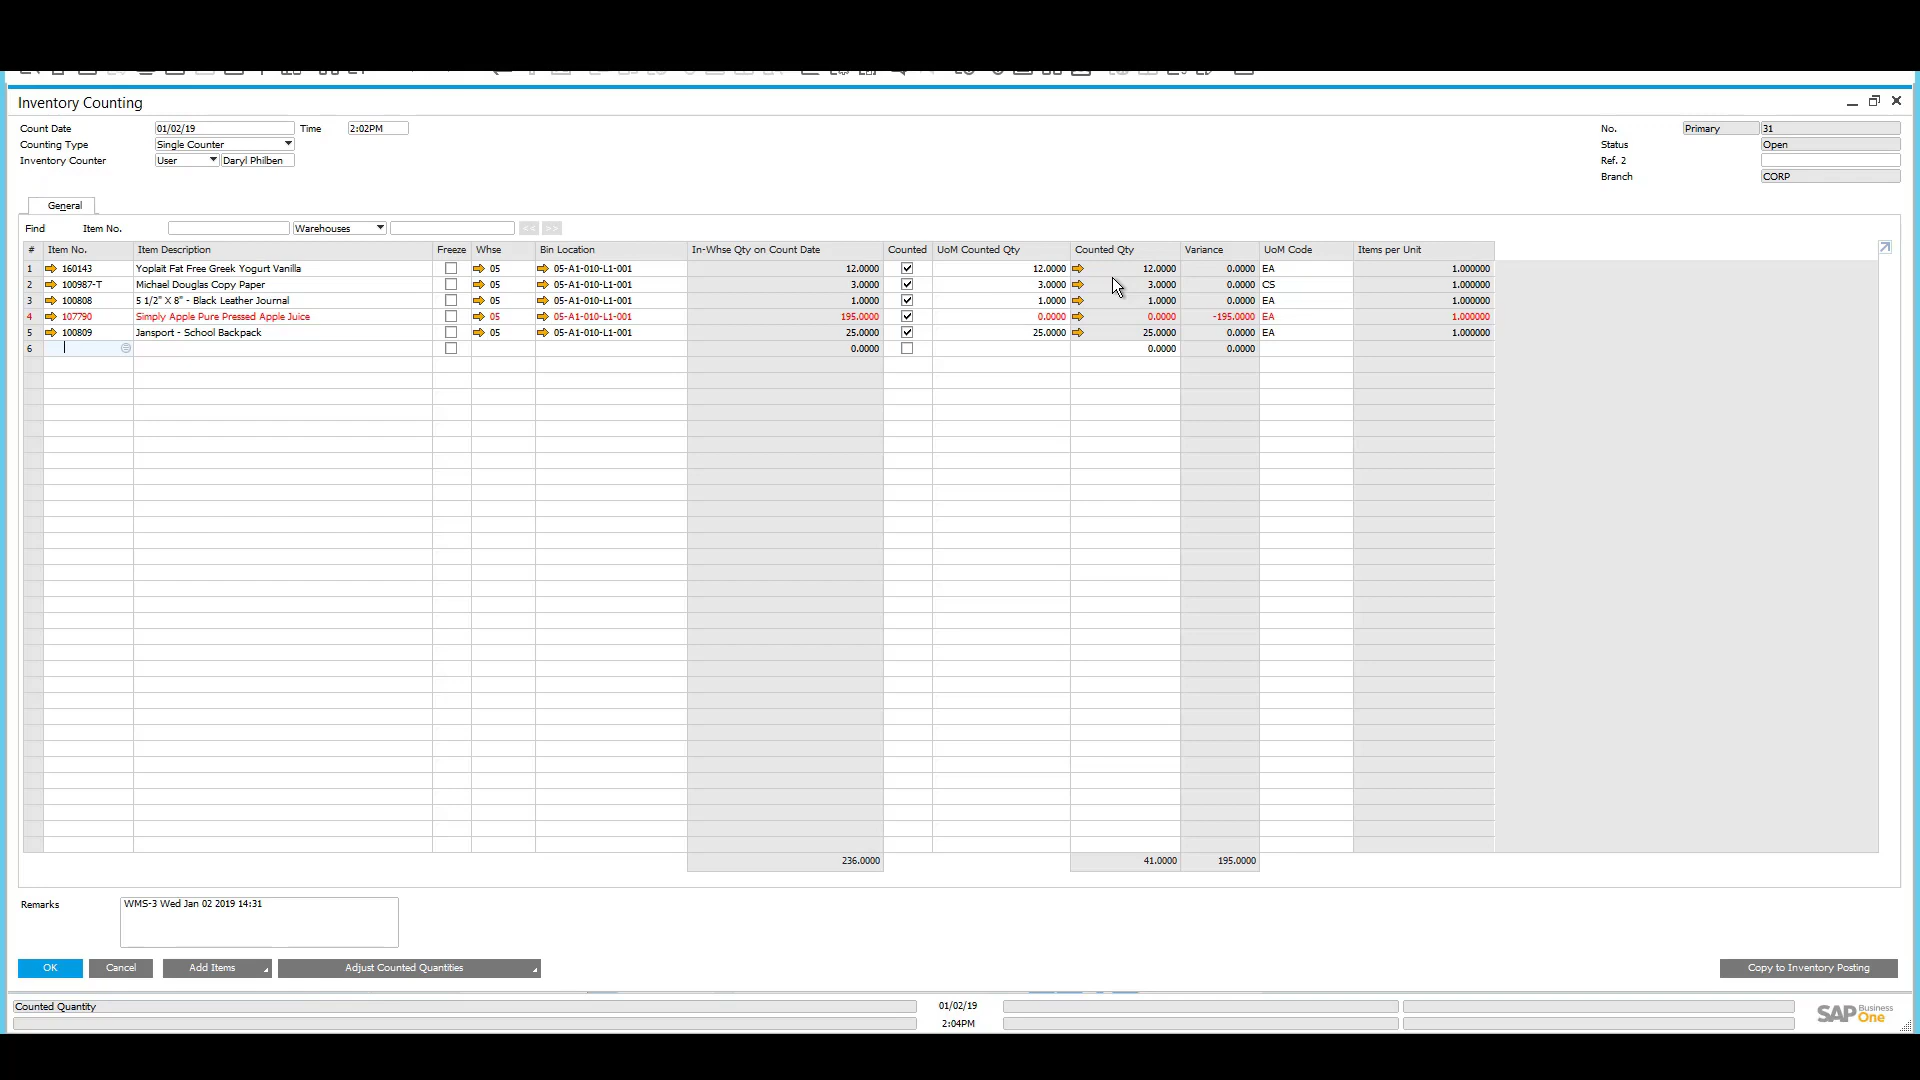 Inventory Counting
Count Date 01/02/19 Time 2:02PM No. Primary 31
Counting Type Single Counter Status Open
Inventory Counter User Daryl Philben Ref. 2
Branch CORP
General
Find Item No. Warehouses << >>
# Item No. Item Description Freeze Whse Bin Location In-Whse Qty on Count Date Counted UoM Counted Qty Counted Qty Variance UoM Code Items per Unit
1 160143 Yoplait Fat Free Greek Yogurt Vanilla 05 05-A1-010-L1-001 12.0000 12.0000 12.0000 0.0000 EA 1.000000
2 100987-T Michael Douglas Copy Paper 05 05-A1-010-L1-001 3.0000 3.0000 3.0000 0.0000 CS 1.000000
3 100808 5 1/2" X 8" - Black Leather Journal 05 05-A1-010-L1-001 1.0000 1.0000 1.0000 0.0000 EA 1.000000
4 107790 Simply Apple Pure Pressed Apple Juice 05 05-A1-010-L1-001 195.0000 0.0000 0.0000 -195.0000 EA 1.000000
5 100809 Jansport - School Backpack 05 05-A1-010-L1-001 25.0000 25.0000 25.0000 0.0000 EA 1.000000
6 0.0000 0.0000 0.0000
236.0000 41.0000 195.0000
Remarks WMS-3 Wed Jan 02 2019 14:31
OK Cancel Add Items Adjust Counted Quantities Copy to Inventory Posting
Counted Quantity 01/02/19
2:04PM
SAP Business One